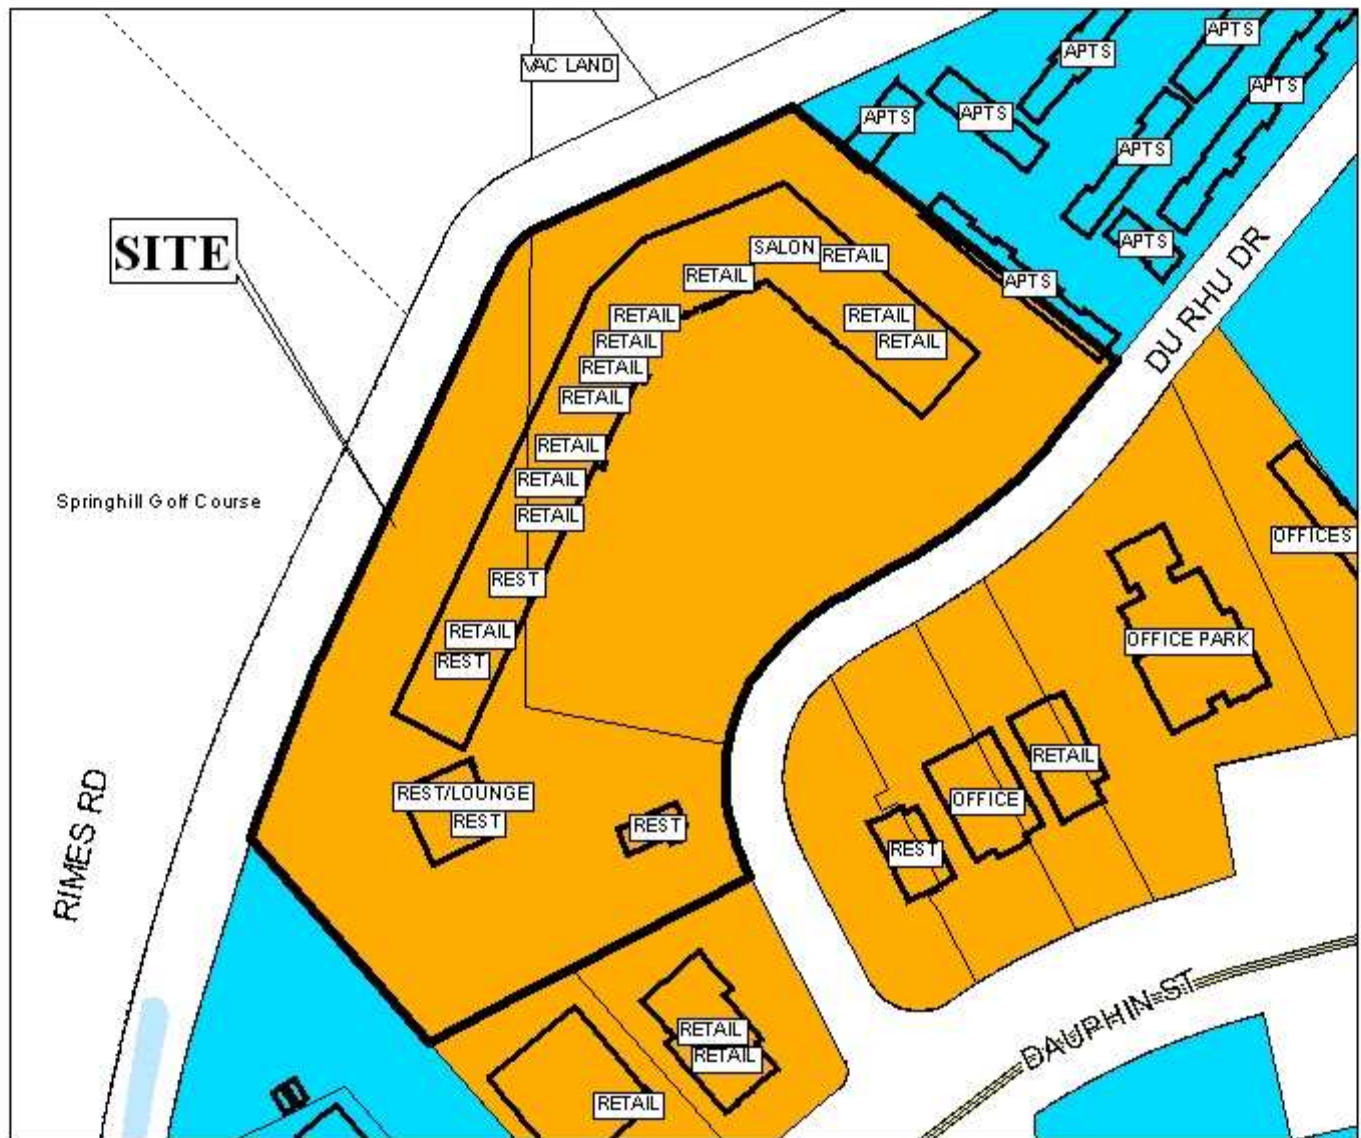 APTS
VAC LAND
APTS
APTS
APTS
APTS
APTS
SITE
SALON
RETAIL
APTS
RETAIL
APTS
RETAIL
RETAIL
RETAIL
RETAIL
RETAIL
RETAIL
DU RHU DR
RETAIL
RETAIL
Springhill Golf Course
RETAIL
OFFICES
REST
RETAIL
REST
OFFICE PARK
RETAIL
REST/LOUNGE
REST
REST
OFFICE
REST
RIMES RD
RETAIL
RETAIL
DAUPHIN ST
RETAIL